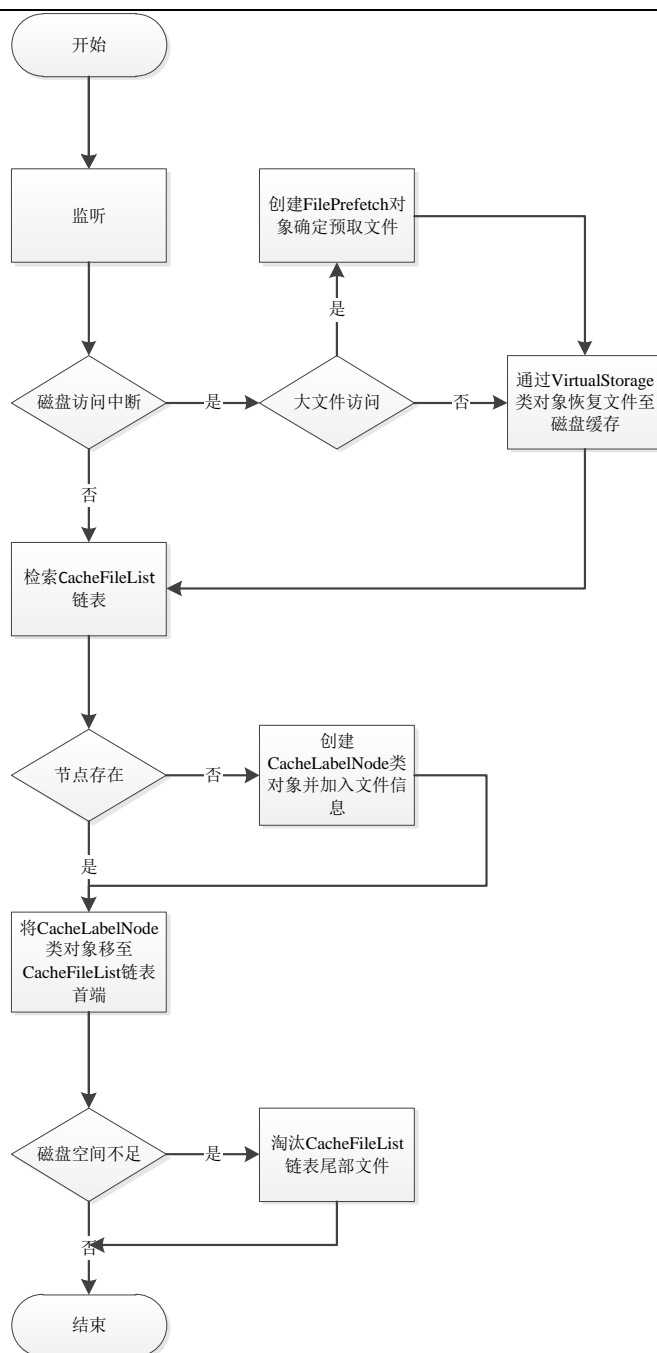 开始
监听
创建FilePrefetch对
象确定预取文件
是
磁盘访问中断
是
大文件访问
否
通过VirtualStorage
类对象恢复文件至
磁盘缓存
否
检索CacheFileList
链表
节点存在
否
创建
CacheLabelNode类
对象并加入文件信
息
是
将CacheLabelNode
类对象移至
CacheFileList链表
首端
磁盘空间不足
是
淘汰CacheFileList
链表尾部文件
否
结束